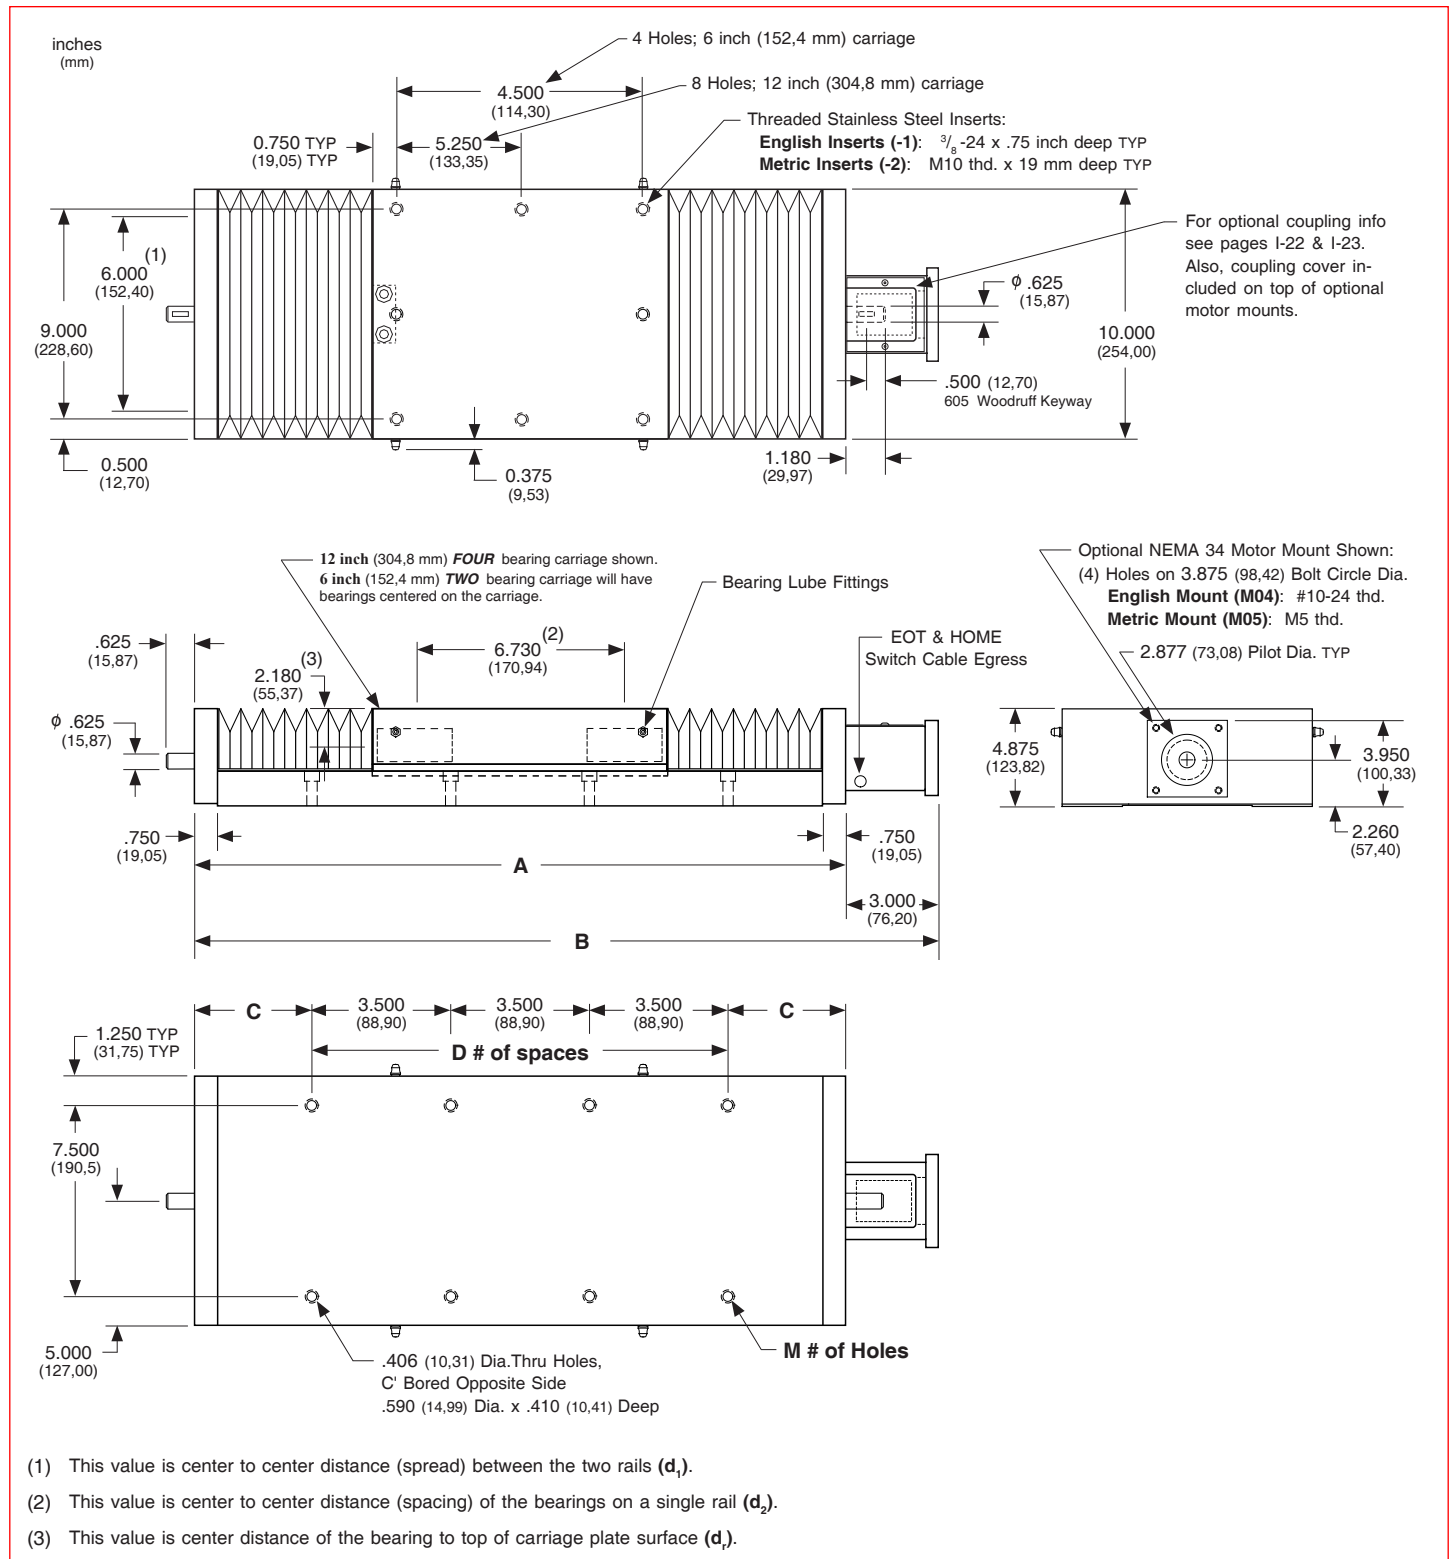 inches
(mm)
4 Holes; 6 inch (152,4 mm) carriage
4.500
(114,30)
8 Holes; 12 inch (304,8 mm) carriage
0.750 TYP
(19,05) TYP
5.250
(133,35)
Threaded Stainless Steel Inserts:
English Inserts (-1): 3/8-24 x .75 inch deep TYP
Metric Inserts (-2): M10 thd. x 19 mm deep TYP
For optional coupling info
see pages I-22 & I-23.
Also, coupling cover in-
cluded on top of optional
motor mounts.
(1)
6.000
(152,40)
9.000
(228,60)
ϕ .625
(15,87)
10.000
(254,00)
.500 (12,70)
605 Woodruff Keyway
0.500
(12,70)
0.375
(9,53)
1.180
(29,97)
12 inch (304,8 mm) FOUR bearing carriage shown.
6 inch (152,4 mm) TWO bearing carriage will have
bearings centered on the carriage.
Bearing Lube Fittings
Optional NEMA 34 Motor Mount Shown:
(4) Holes on 3.875 (98,42) Bolt Circle Dia.
English Mount (M04): #10-24 thd.
Metric Mount (M05): M5 thd.
2.877 (73,08) Pilot Dia. TYP
.625
(15,87)
2.180 (3)
(55,37)
6.730 (2)
(170,94)
EOT & HOME
Switch Cable Egress
ϕ .625
(15,87)
4.875
(123,82)
3.950
(100,33)
2.260
(57,40)
.750
(19,05)
.750
(19,05)
A
3.000
(76,20)
B
C
3.500
(88,90)
3.500
(88,90)
3.500
(88,90)
C
1.250 TYP
(31,75) TYP
D # of spaces
7.500
(190,5)
5.000
(127,00)
.406 (10,31) Dia.Thru Holes,
C' Bored Opposite Side
.590 (14,99) Dia. x .410 (10,41) Deep
M # of Holes
(1) This value is center to center distance (spread) between the two rails (d1).
(2) This value is center to center distance (spacing) of the bearings on a single rail (d2).
(3) This value is center distance of the bearing to top of carriage plate surface (dr).